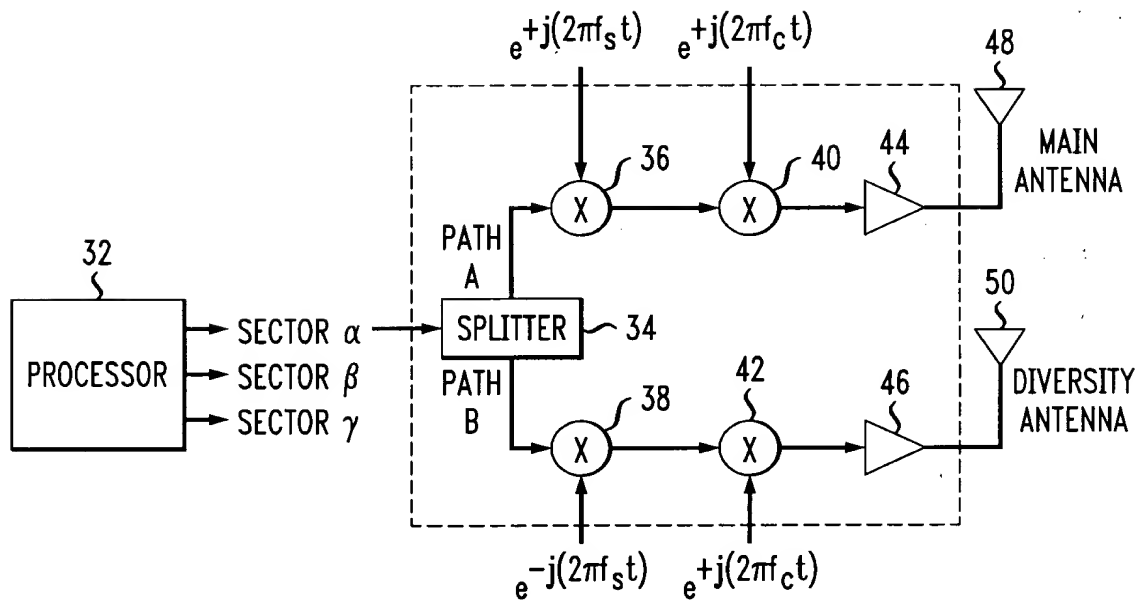 e+j(2πfst)
e+j(2πfct)
48
MAIN
ANTENNA
36
40
44
X
X
PATH
A
32
PROCESSOR
SECTOR α
SECTOR β
SECTOR γ
SPLITTER
34
50
PATH
B
38
42
46
DIVERSITY
ANTENNA
X
X
e-j(2πfst)
e+j(2πfct)